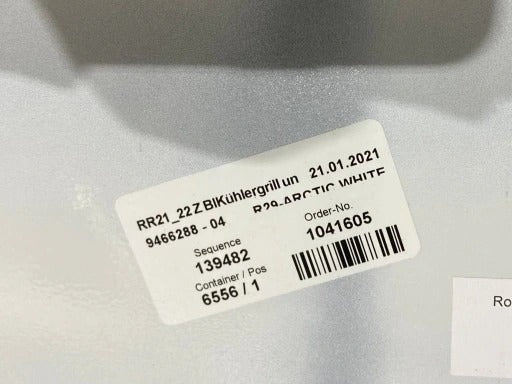 RR21_22 Z BlKühlergrill un 21.01.2021
9466288 - 04 R29-ARCTIC WHITE
Sequence Order-No.
139482 1041605
Container / Pos
6556 / 1
Ro